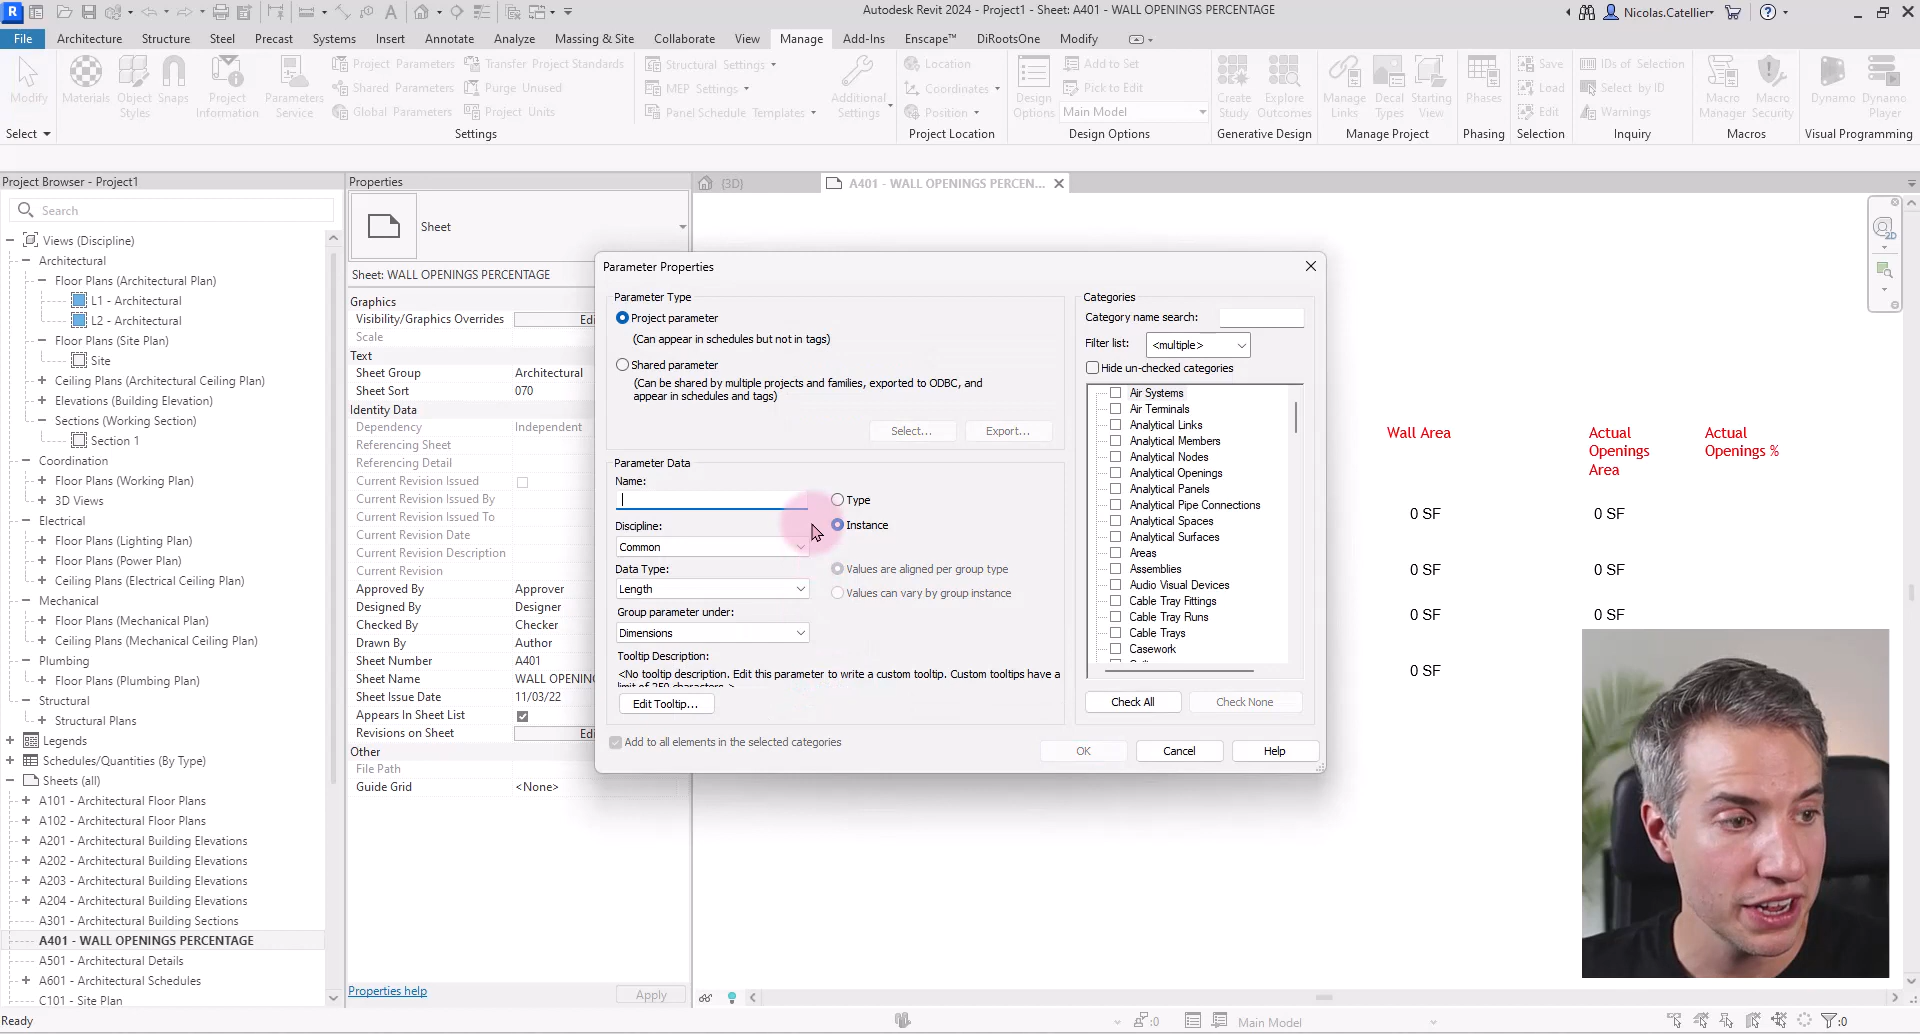 R
Autodesk Revit 2024 - Project1 - Sheet: A401 - WALL OPENINGS PERCENTAGE
Nicolas.Catellier
File Architecture Structure Steel Precast Systems Insert Annotate Analyze Massing & Site Collaborate View Manage Add-Ins Enscape™ DiRootsOne Modify
Modify
Materials
Object Styles
Snaps
Project Information
Parameters Service
Project Parameters
Shared Parameters
Global Parameters
Transfer Project Standards
Purge Unused
Project Units
Structural Settings
MEP Settings
Panel Schedule Templates
Additional Settings
Location
Coordinates
Position
Design Options
Add to Set
Pick to Edit
Main Model
Create Study
Explore Outcomes
Manage Links
Decal Types
Starting View
Phases
Save
Load
Edit
IDs of Selection
Select by ID
Warnings
Macro Manager
Macro Security
Dynamo
Dynamo Player
Select Settings Project Location Design Options Generative Design Manage Project Phasing Selection Inquiry Macros Visual Programming
Project Browser - Project1
Search
Views (Discipline)
Architectural
Floor Plans (Architectural Plan)
L1 - Architectural
L2 - Architectural
Floor Plans (Site Plan)
Site
Ceiling Plans (Architectural Ceiling Plan)
Elevations (Building Elevation)
Sections (Working Section)
Section 1
Coordination
Floor Plans (Working Plan)
3D Views
Electrical
Floor Plans (Lighting Plan)
Floor Plans (Power Plan)
Ceiling Plans (Electrical Ceiling Plan)
Mechanical
Floor Plans (Mechanical Plan)
Ceiling Plans (Mechanical Ceiling Plan)
Plumbing
Floor Plans (Plumbing Plan)
Structural
Structural Plans
Legends
Schedules/Quantities (By Type)
Sheets (all)
A101 - Architectural Floor Plans
A102 - Architectural Floor Plans
A201 - Architectural Building Elevations
A202 - Architectural Building Elevations
A203 - Architectural Building Elevations
A204 - Architectural Building Elevations
A301 - Architectural Building Sections
A401 - WALL OPENINGS PERCENTAGE
A501 - Architectural Details
A601 - Architectural Schedules
C101 - Site Plan
Properties
Sheet
Sheet: WALL OPENINGS PERCENTAGE
Graphics
Visibility/Graphics Overrides Edi
Scale
Text
Sheet Group Architectural
Sheet Sort 070
Identity Data
Dependency Independent
Referencing Sheet
Referencing Detail
Current Revision Issued
Current Revision Issued By
Current Revision Issued To
Current Revision Date
Current Revision Description
Current Revision
Approved By Approver
Designed By Designer
Checked By Checker
Drawn By Author
Sheet Number A401
Sheet Name WALL OPENING
Sheet Issue Date 11/03/22
Appears In Sheet List
Revisions on Sheet Edi
Other
File Path
Guide Grid <None>
Properties help Apply
{3D}
A401 - WALL OPENINGS PERCEN...
Parameter Properties
Parameter Type
Project parameter
(Can appear in schedules but not in tags)
Shared parameter
(Can be shared by multiple projects and families, exported to ODBC, and
appear in schedules and tags)
Select... Export...
Parameter Data
Name:
Type
Discipline:
Instance
Common
Data Type:
Values are aligned per group type
Length
Values can vary by group instance
Group parameter under:
Dimensions
Tooltip Description:
<No tooltip description. Edit this parameter to write a custom tooltip. Custom tooltips have a
limit of 250 characters. >
Edit Tooltip...
Add to all elements in the selected categories
Categories
Category name search:
Filter list: <multiple>
Hide un-checked categories
Air Systems
Air Terminals
Analytical Links
Analytical Members
Analytical Nodes
Analytical Openings
Analytical Panels
Analytical Pipe Connections
Analytical Spaces
Analytical Surfaces
Areas
Assemblies
Audio Visual Devices
Cable Tray Fittings
Cable Tray Runs
Cable Trays
Casework
Check All Check None
OK Cancel Help
Wall Area
Actual
Openings
Area
Actual
Openings %
0 SF 0 SF
0 SF 0 SF
0 SF 0 SF
0 SF
2D
Ready
:0
Main Model
:0